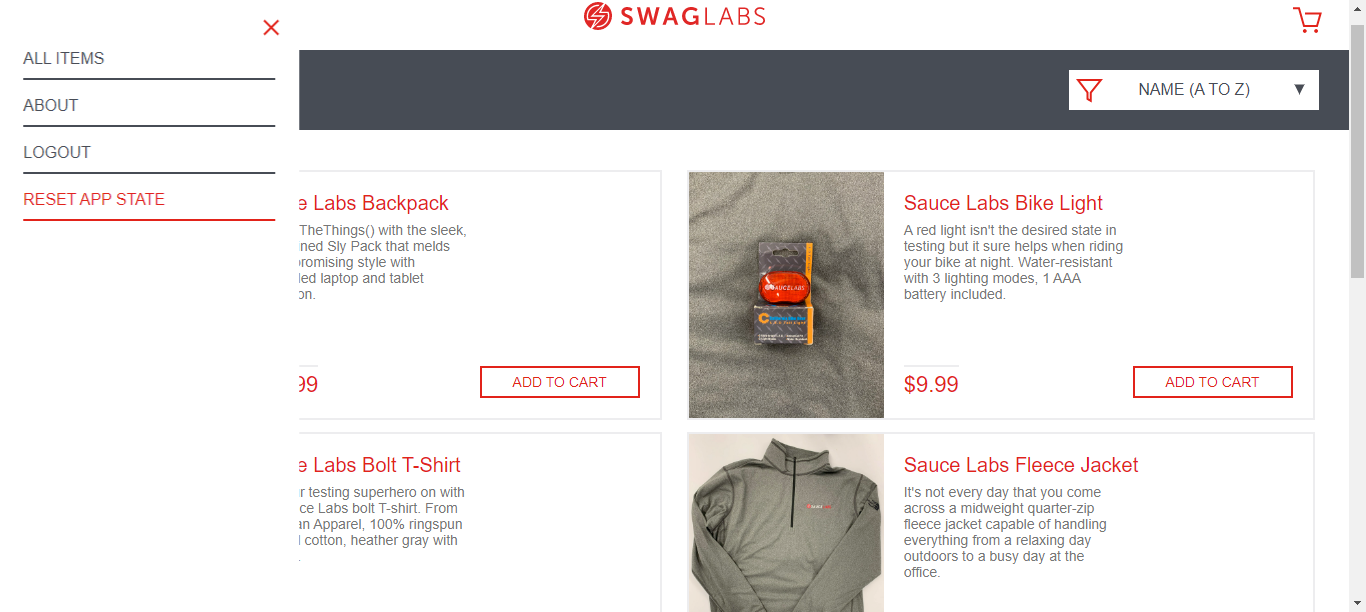 SWAGLABS
ALL ITEMS
ABOUT
LOGOUT
RESET APP STATE
NAME (A TO Z)
e Labs Backpack
TheThings() with the sleek,
ned Sly Pack that melds
romising style with
led laptop and tablet
on.
99
ADD TO CART
SAUCELABS
Sauce Labs Bike Light
A red light isn't the desired state in
testing but it sure helps when riding
your bike at night. Water-resistant
with 3 lighting modes, 1 AAA
battery included.
$9.99
ADD TO CART
e Labs Bolt T-Shirt
r testing superhero on with
ce Labs bolt T-shirt. From
an Apparel, 100% ringspun
cotton, heather gray with
.
Sauce Labs Fleece Jacket
It's not every day that you come
across a midweight quarter-zip
fleece jacket capable of handling
everything from a relaxing day
outdoors to a busy day at the
office.